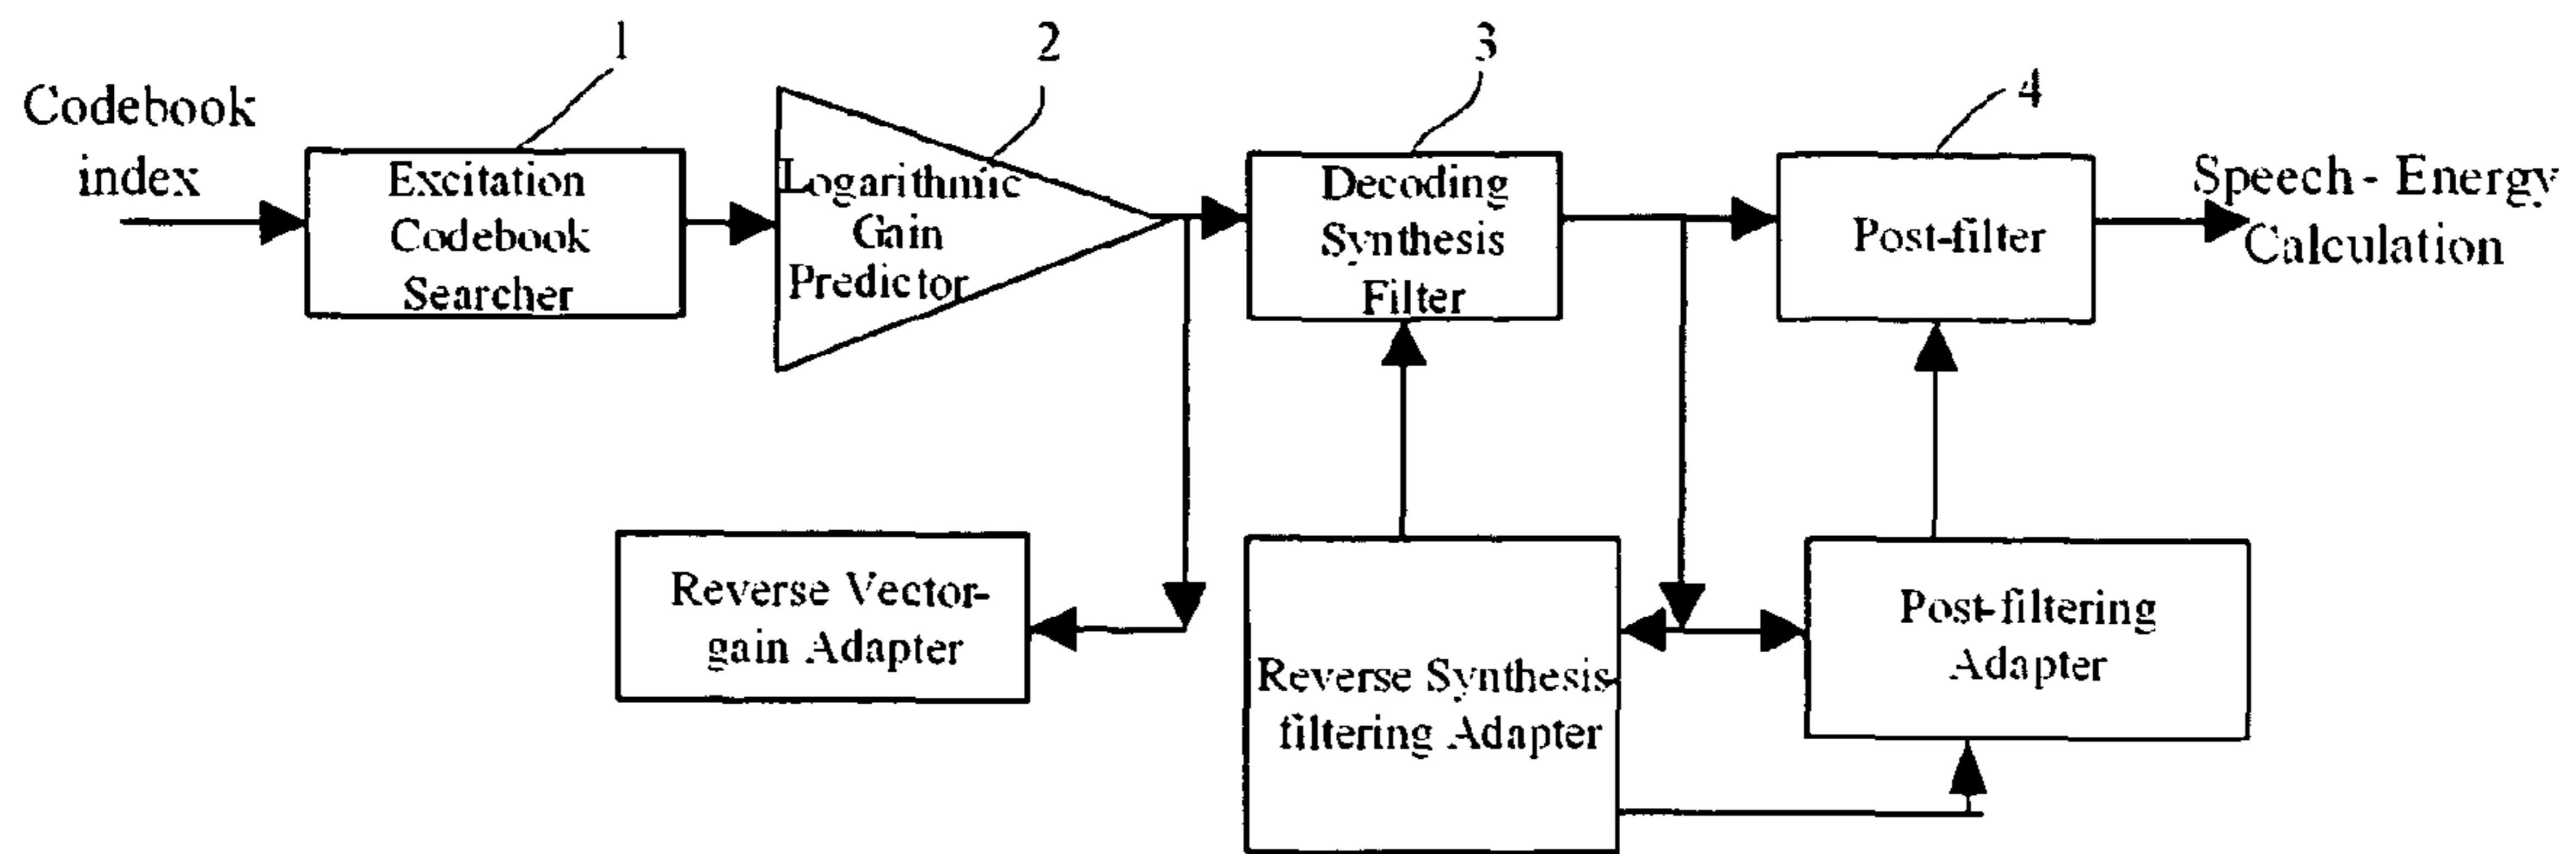 1
2
3
4
Codebook
index
Excitation
Codebook
Searcher
Logarithmic
Gain
Predictor
Decoding
Synthesis
Filter
Post-filter
Speech - Energy
Calculation
Reverse Vector-
gain Adapter
Reverse Synthesis-
filtering Adapter
Post-filtering
Adapter